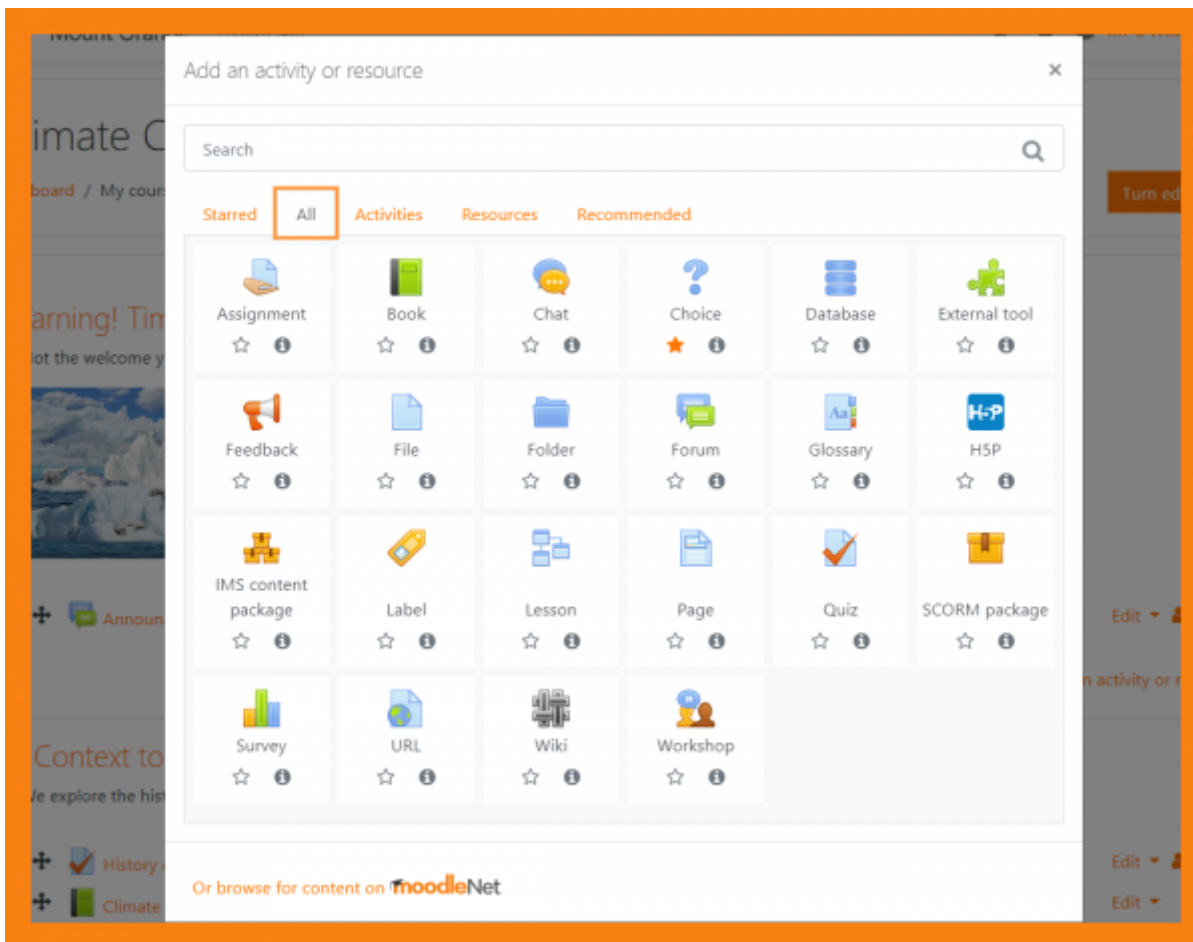 Add an activity or resource ×
imate C
Search
board / My cour
Turn ed
Starred All Activities Resources Recommended
Assignment Book Chat Choice Database External tool
arning! Tim
ot the welcome y
Feedback File Folder Forum Glossary H5P
IMS content
package Label Lesson Page Quiz SCORM package
Announ
Edit
n activity or r
Survey URL Wiki Workshop
Context to
e explore the hist
History
Edit
Climate
Edit
Or browse for content on moodleNet